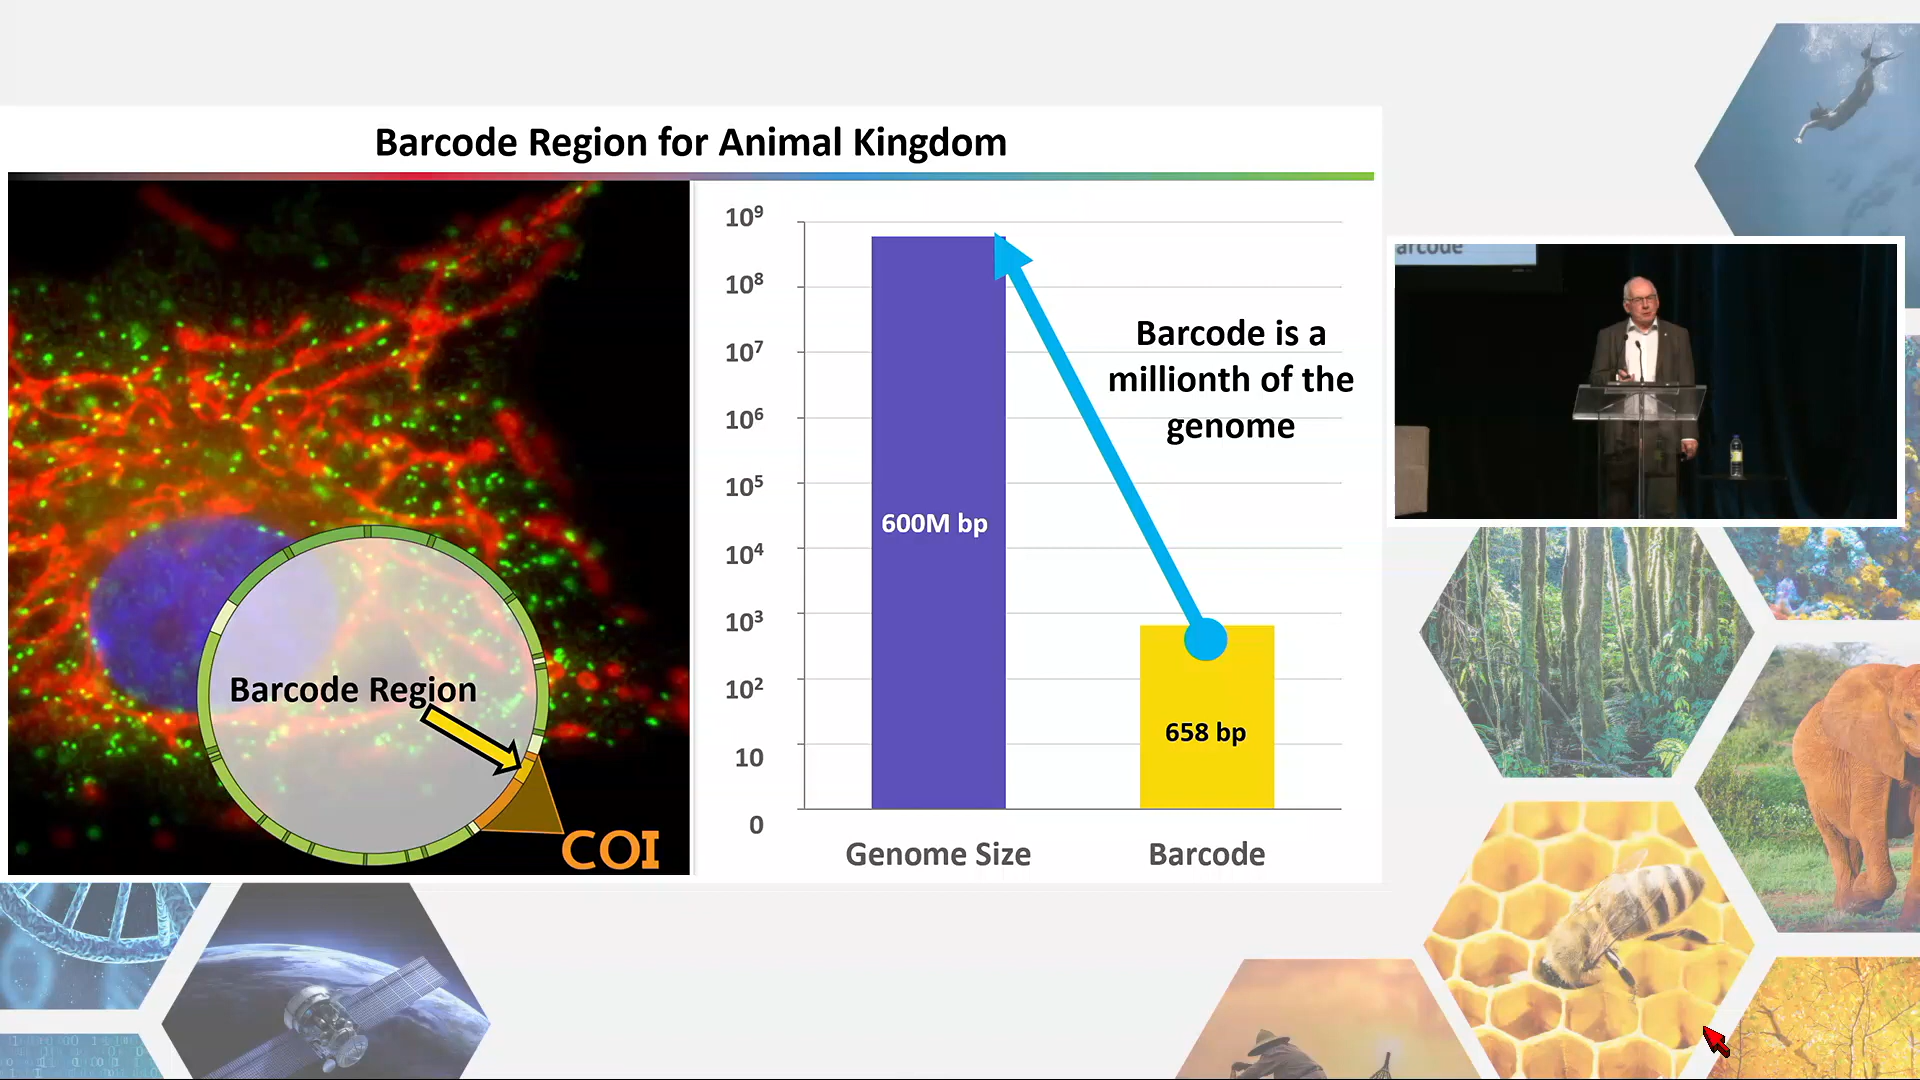 Barcode Region for Animal Kingdom
Barcode Region
COI
10⁹
10⁸
10⁷
10⁶
10⁵
10⁴
10³
10²
10
0
600M bp
658 bp
Barcode is a
millionth of the
genome
Genome Size
Barcode
arcode